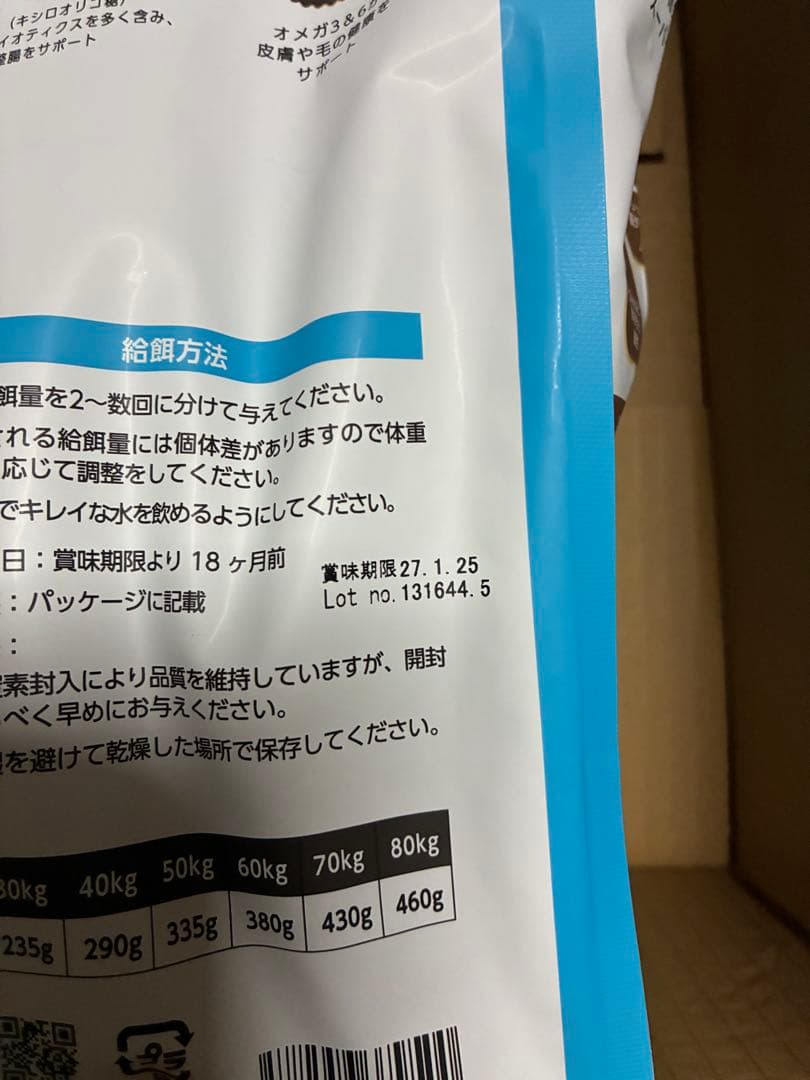 (キシロオリゴ糖)
イオティクスを多く含み、
整腸をサポート
オメガ3&6が
皮膚や毛の健康を
サポート
給餌方法
餌量を2～数回に分けて与えてください。
される給餌量には個体差がありますので体重
応じて調整をしてください。
でキレイな水を飲めるようにしてください。
日：賞味期限より 18 ヶ月前
：パッケージに記載
：
賞味期限27.1.25
Lot no.131644.5
素封入により品質を維持していますが、開封
べく早めにお与えください。
を避けて乾燥した場所で保存してください。
30kg 40kg 50kg 60kg 70kg 80kg
235g 290g 335g 380g 430g 460g